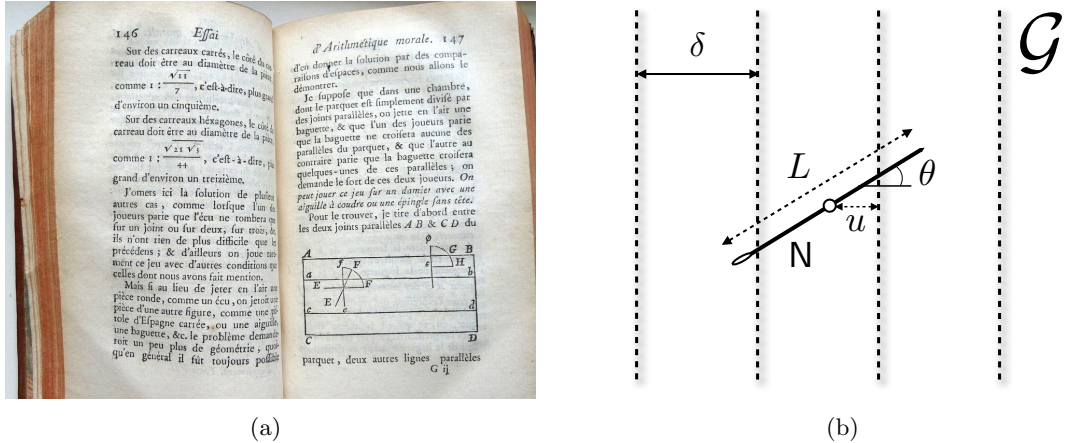 146 Essai
Sur des carreaux carrés, le côté du
reau doit être au diamètre de la pièce,
comme 1 : √11/7, c'est-à-dire, plus grand
d'environ un cinquième.
Sur des carreaux héxagones, le côté
carreau doit être au diamètre de la pièce,
comme 1 : √21 √3/44, c'est-à-dire, plus
grand d'environ un treizième.
J'omets ici la solution de plusieurs
autres cas, comme lorsque l'un
joueurs parie que l'écu ne tombera que
sur un joint ou sur deux, sur trois, &c.
ils n'ont rien de plus difficile que les
précédens ; & d'ailleurs on joue
ment ce jeu avec d'autres conditions que
celles dont nous avons fait mention.
Mais si au lieu de jeter en l'air une
pièce ronde, comme un écu, on jetoit une
pièce d'une autre figure, comme une
tole d'Espagne carrée, ou une aiguille,
une baguette, &c. le problème
roit un peu plus de géométrie,
qu'en général il fût toujours possible
d'Arithmétique morale. 147
d'en donner la solution par des compa-
raisons d'espaces, comme nous allons le
démontrer.
Je suppose que dans une chambre,
dont le parquet est simplement divisé par
des joints parallèles, on jette en l'air une
baguette, & que l'un des joueurs parie
que la baguette ne croisera aucune des
parallèles du parquet, & que l'autre au
contraire parie que la baguette croisera
quelques-unes de ces parallèles ; on
demande le sort de ces deux joueurs. On
peut jouer ce jeu sur un damier avec une
aiguille à coudre ou une épingle sans tête.
Pour le trouver, je tire d'abord entre
les deux joints parallèles A B & C D du
A ø G B
f F ε H
a E F b
E e
c d
C D
parquet, deux autres lignes parallèles
G ij
(a)
δ
𝒢
L
θ
u
N
(b)